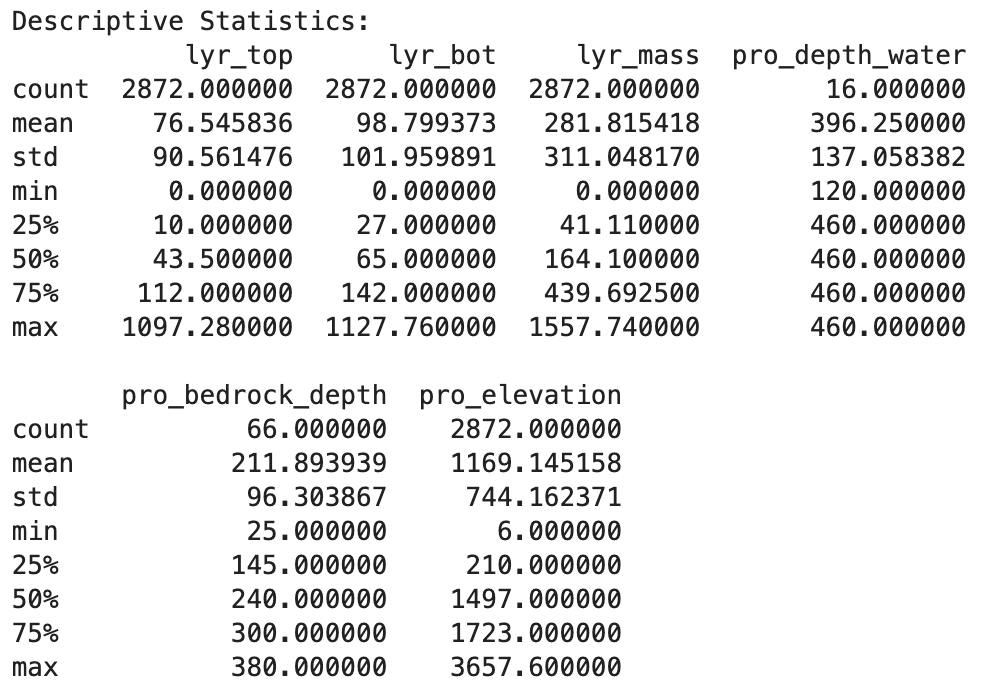 Descriptive Statistics:
lyr_top lyr_bot lyr_mass pro_depth_water
count 2872.000000 2872.000000 2872.000000 16.000000
mean 76.545836 98.799373 281.815418 396.250000
std 90.561476 101.959891 311.048170 137.058382
min 0.000000 0.000000 0.000000 120.000000
25% 10.000000 27.000000 41.110000 460.000000
50% 43.500000 65.000000 164.100000 460.000000
75% 112.000000 142.000000 439.692500 460.000000
max 1097.280000 1127.760000 1557.740000 460.000000
pro_bedrock_depth pro_elevation
count 66.000000 2872.000000
mean 211.893939 1169.145158
std 96.303867 744.162371
min 25.000000 6.000000
25% 145.000000 210.000000
50% 240.000000 1497.000000
75% 300.000000 1723.000000
max 380.000000 3657.600000